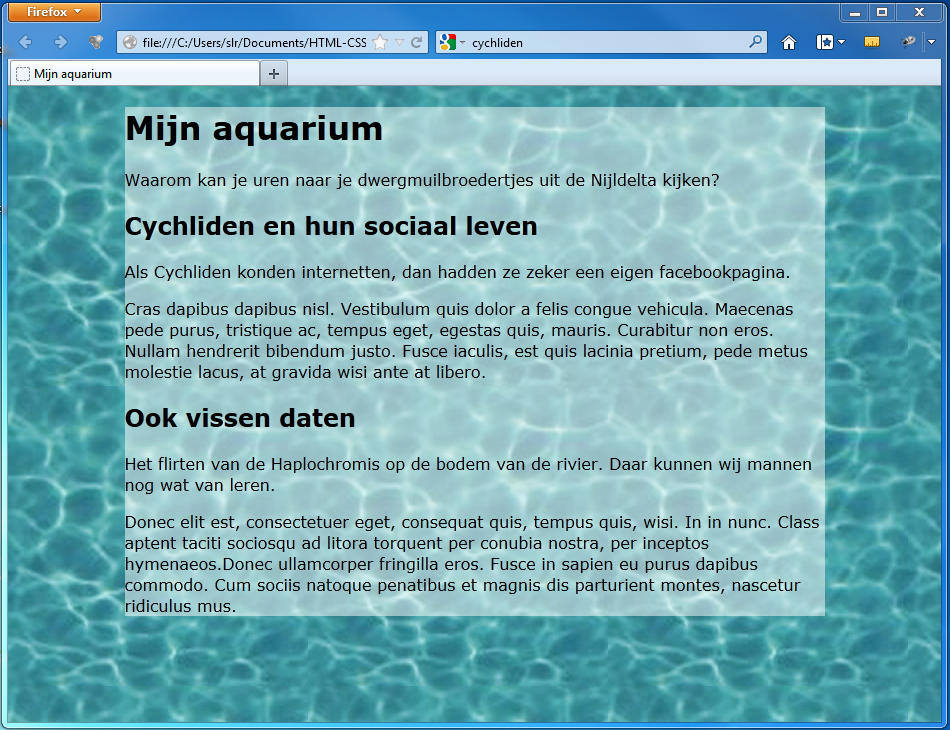 Firefox
file:///C:/Users/slr/Documents/HTML-CSS
cychliden
Mijn aquarium
Mijn aquarium
Waarom kan je uren naar je dwergmuilbroedertjes uit de Nijldelta kijken?
Cychliden en hun sociaal leven
Als Cychliden konden internetten, dan hadden ze zeker een eigen facebookpagina.
Cras dapibus dapibus nisl. Vestibulum quis dolor a felis congue vehicula. Maecenas
pede purus, tristique ac, tempus eget, egestas quis, mauris. Curabitur non eros.
Nullam hendrerit bibendum justo. Fusce iaculis, est quis lacinia pretium, pede metus
molestie lacus, at gravida wisi ante at libero.
Ook vissen daten
Het flirten van de Haplochromis op de bodem van de rivier. Daar kunnen wij mannen
nog wat van leren.
Donec elit est, consectetuer eget, consequat quis, tempus quis, wisi. In in nunc. Class
aptent taciti sociosqu ad litora torquent per conubia nostra, per inceptos
hymenaeos.Donec ullamcorper fringilla eros. Fusce in sapien eu purus dapibus
commodo. Cum sociis natoque penatibus et magnis dis parturient montes, nascetur
ridiculus mus.